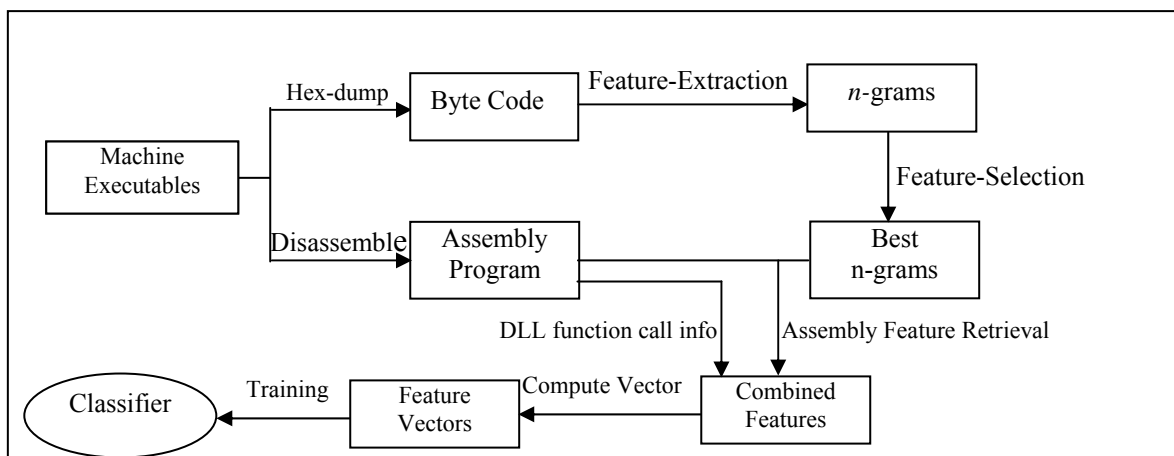 Hex-dump
Byte Code
Feature-Extraction
n-grams
Machine
Executables
Feature-Selection
Disassemble
Assembly
Program
Best
n-grams
DLL function call info
Assembly Feature Retrieval
Classifier
Training
Feature
Vectors
Compute Vector
Combined
Features